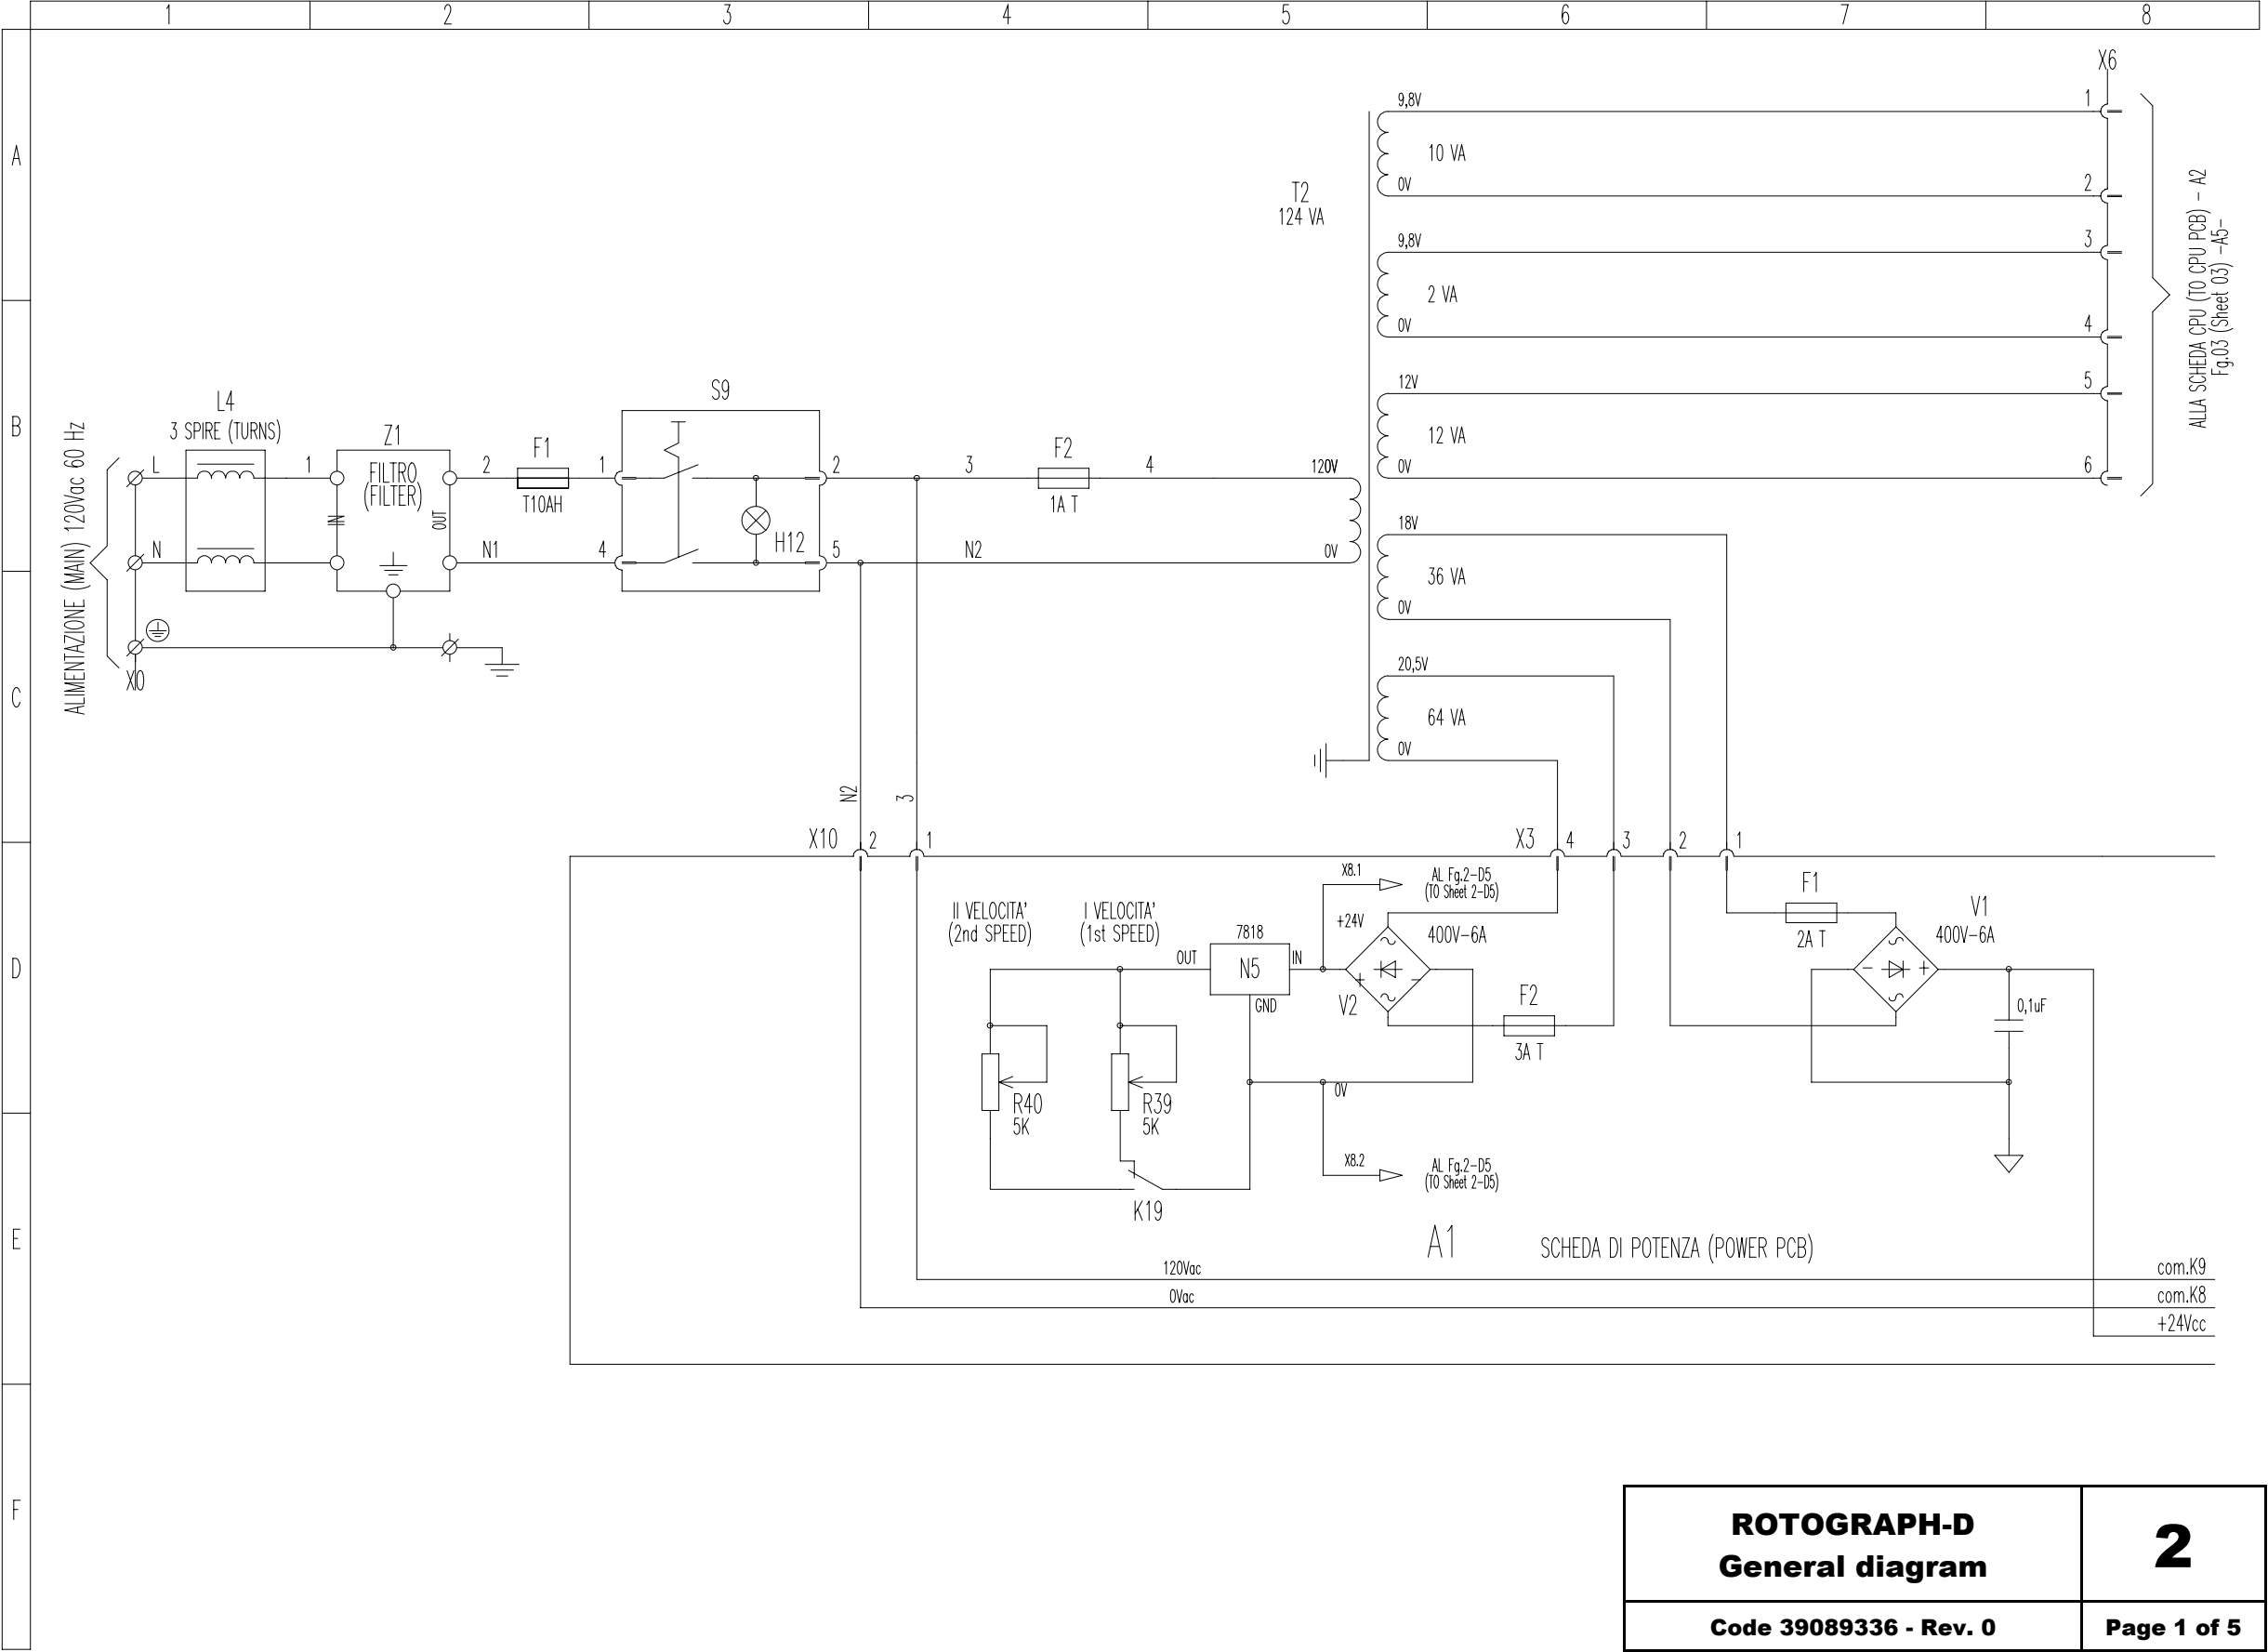 1 2 3 4 5 6 7 8
A
B
C
D
E
F
X6
9,8V
10 VA
0V
1
2
T2
124 VA
9,8V
2 VA
0V
3
4
12V
12 VA
0V
5
6
ALLA SCHEDA CPU (TO CPU PCB) - A2
Fg.03 (Sheet 03) -A5-
ALIMENTAZIONE (MAIN) 120Vac 60 Hz
L
N
X0
L4
3 SPIRE (TURNS)
1
Z1
FILTRO
(FILTER)
IN
OUT
2
N1
F1
T10AH
1
4
S9
H12
2
5
3
N2
F2
1A T
4
120V
0V
18V
36 VA
0V
20,5V
64 VA
0V
N2
3
X10
2
1
X3
4
3
2
1
X8.1
AL Fg.2-D5
(TO Sheet 2-D5)
II VELOCITA'
(2nd SPEED)
I VELOCITA'
(1st SPEED)
7818
OUT
N5
IN
GND
+24V
400V-6A
+
-
V2
F2
3A T
F1
2A T
V1
400V-6A
-
+
0,1uF
R40
5K
R39
5K
0V
X8.2
AL Fg.2-D5
(TO Sheet 2-D5)
K19
A1
SCHEDA DI POTENZA (POWER PCB)
120Vac
com.K9
0Vac
com.K8
+24Vcc
ROTOGRAPH-D
General diagram
2
Code 39089336 - Rev. 0
Page 1 of 5